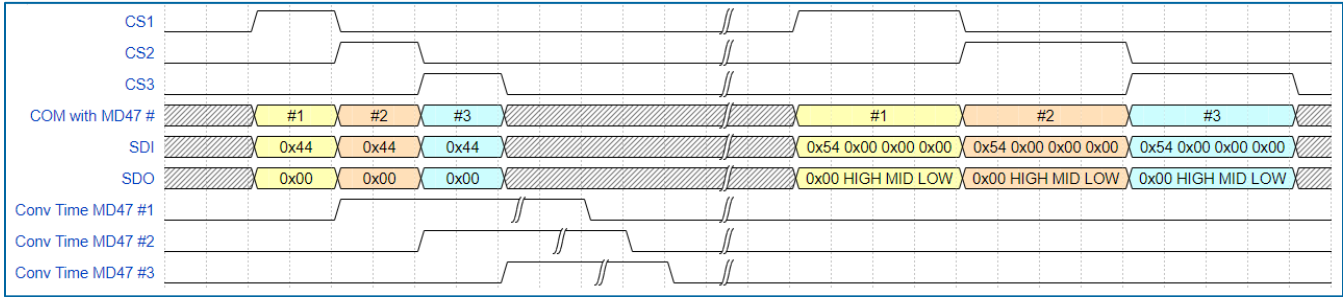 CS1
CS2
CS3
COM with MD47 # #1 #2 #3 #1 #2 #3
SDI 0x44 0x44 0x44 0x54 0x00 0x00 0x00 0x54 0x00 0x00 0x00 0x54 0x00 0x00 0x00
SDO 0x00 0x00 0x00 0x00 HIGH MID LOW 0x00 HIGH MID LOW 0x00 HIGH MID LOW
Conv Time MD47 #1
Conv Time MD47 #2
Conv Time MD47 #3